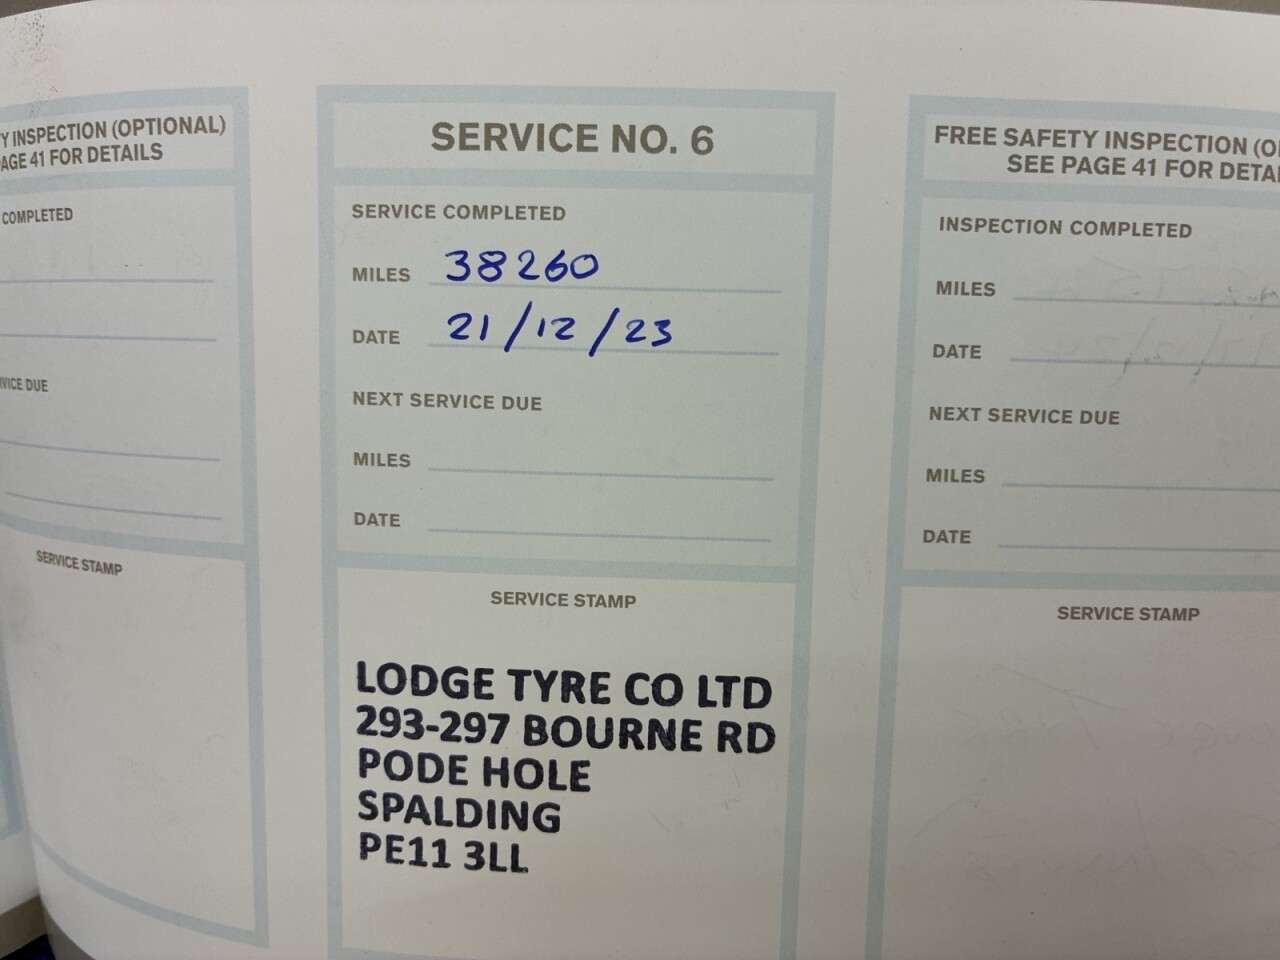 Y INSPECTION (OPTIONAL)
AGE 41 FOR DETAILS
COMPLETED
VICE DUE
SERVICE STAMP
SERVICE NO. 6
SERVICE COMPLETED
MILES 38260
DATE 21/12/23
NEXT SERVICE DUE
MILES
DATE
SERVICE STAMP
LODGE TYRE CO LTD
293-297 BOURNE RD
PODE HOLE
SPALDING
PE11 3LL
FREE SAFETY INSPECTION (O
SEE PAGE 41 FOR DETAI
INSPECTION COMPLETED
MILES
DATE
NEXT SERVICE DUE
MILES
DATE
SERVICE STAMP